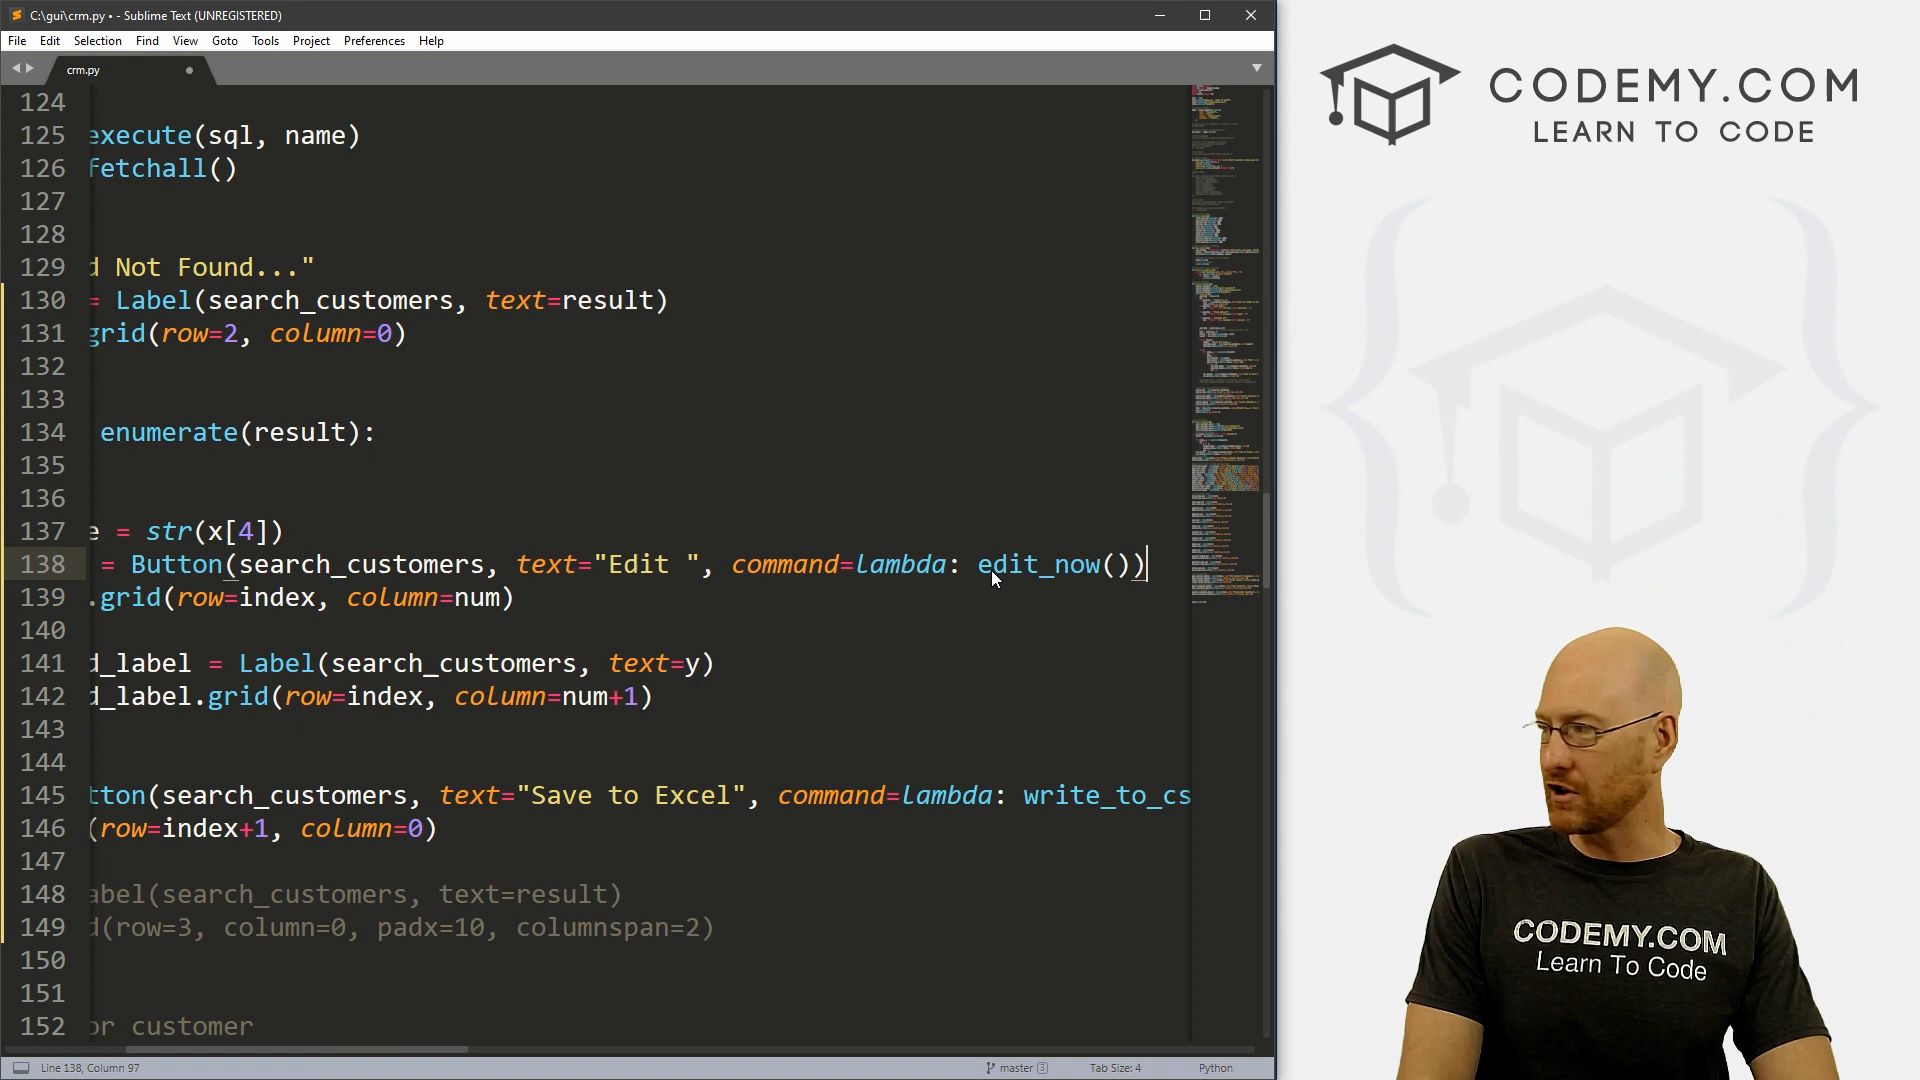 C:\gui\crm.py • - Sublime Text (UNREGISTERED)
File Edit Selection Find View Goto Tools Project Preferences Help
crm.py
124
125 execute(sql, name)
126 fetchall()
127
128
129 d Not Found..."
130 = Label(search_customers, text=result)
131 grid(row=2, column=0)
132
133
134 enumerate(result):
135
136
137 e = str(x[4])
138 = Button(search_customers, text="Edit ", command=lambda: edit_now())
139 .grid(row=index, column=num)
140
141 d_label = Label(search_customers, text=y)
142 d_label.grid(row=index, column=num+1)
143
144
145 tton(search_customers, text="Save to Excel", command=lambda: write_to_cs
146 (row=index+1, column=0)
147
148 abel(search_customers, text=result)
149 d(row=3, column=0, padx=10, columnspan=2)
150
151
152 or customer
Line 138, Column 97
master 3
Tab Size: 4
Python
CODEMY.COM
LEARN TO CODE
CODEMY.COM
Learn To Code